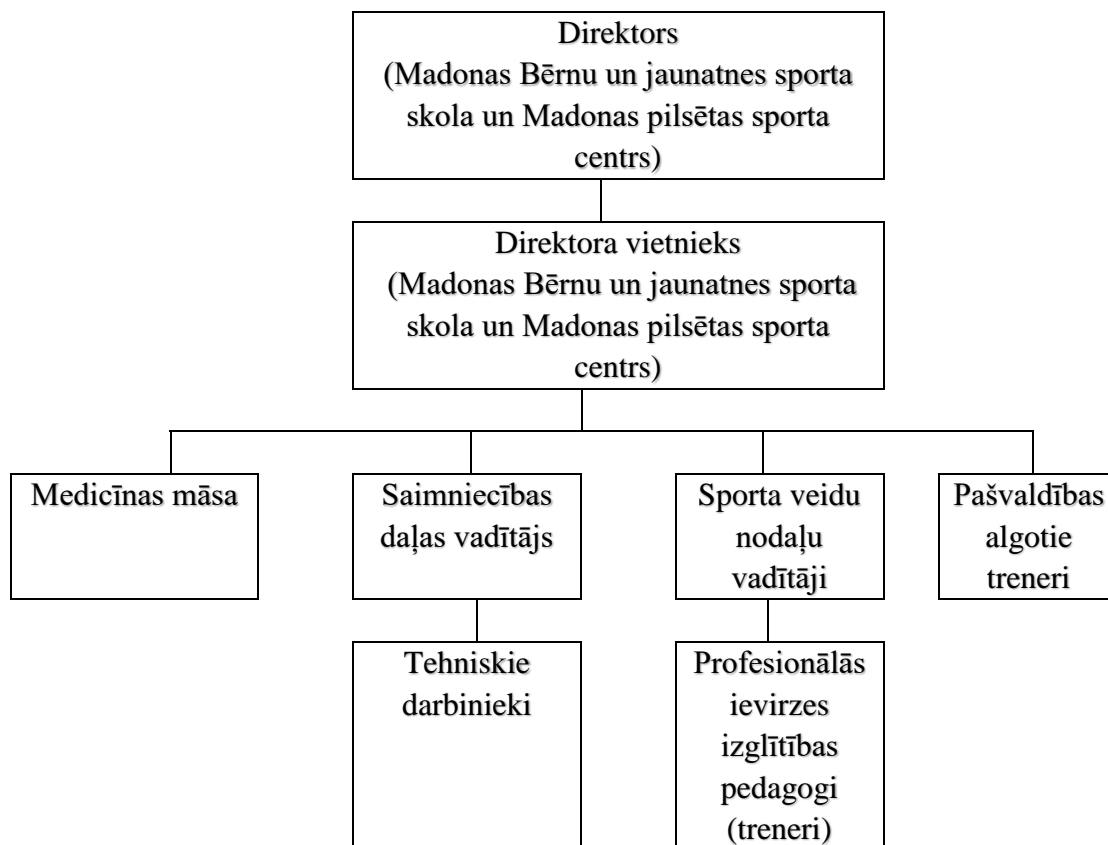 Direktors
(Madonas Bērnu un jaunatnes sporta
skola un Madonas pilsētas sporta
centrs)
Direktora vietnieks
(Madonas Bērnu un jaunatnes sporta
skola un Madonas pilsētas sporta
centrs)
Medicīnas māsa
Saimniecības
daļas vadītājs
Sporta veidu
nodaļu
vadītāji
Pašvaldības
algotie
treneri
Tehniskie
darbinieki
Profesionālās
ievirzes
izglītības
pedagogi
(treneri)